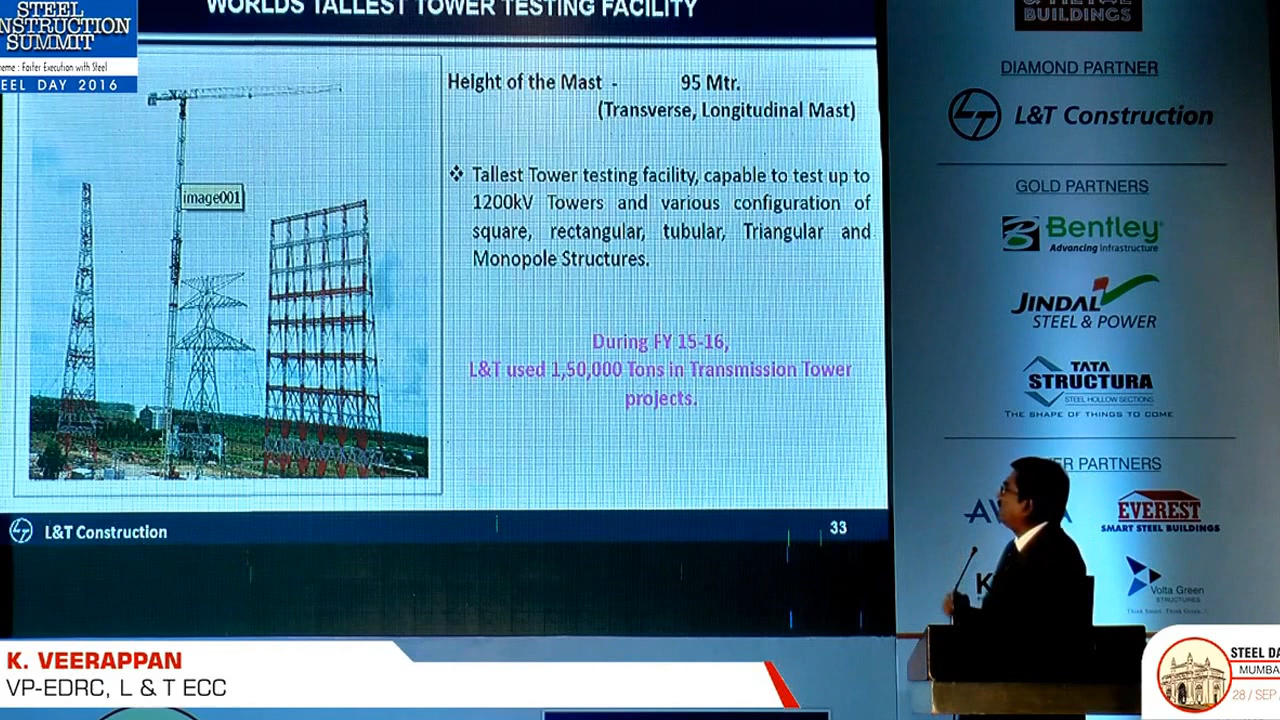 STEEL
CONSTRUCTION
SUMMIT
eme : Faster Execution with Steel
EEL DAY 2016
WORLDS TALLEST TOWER TESTING FACILITY
Height of the Mast - 95 Mtr.
(Transverse, Longitudinal Mast)
image001
❖ Tallest Tower testing facility, capable to test up to
1200kV Towers and various configuration of
square, rectangular, tubular, Triangular and
Monopole Structures.
During FY 15-16,
L&T used 1,50,000 Tons in Transmission Tower
projects.
L&T Construction
33
BUILDINGS
DIAMOND PARTNER
L&T Construction
GOLD PARTNERS
Bentley
Advancing Infrastructure
JINDAL
STEEL & POWER
TATA
STRUCTURA
STEEL HOLLOW SECTIONS
THE SHAPE OF THINGS TO COME
ER PARTNERS
EVEREST
SMART STEEL BUILDINGS
Volta Green
STRUCTURES
Think Smart. Think Green.
K. VEERAPPAN
VP-EDRC, L & T ECC
STEEL DA
MUMBA
28 / SEP /